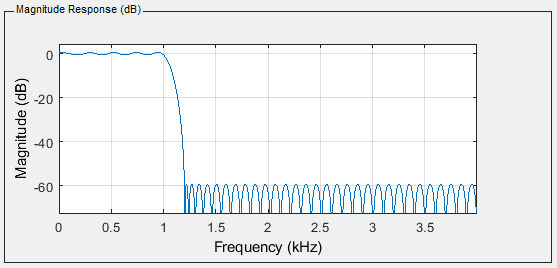 Magnitude Response (dB)
Magnitude (dB)
0
-20
-40
-60
0 0.5 1 1.5 2 2.5 3 3.5
Frequency (kHz)